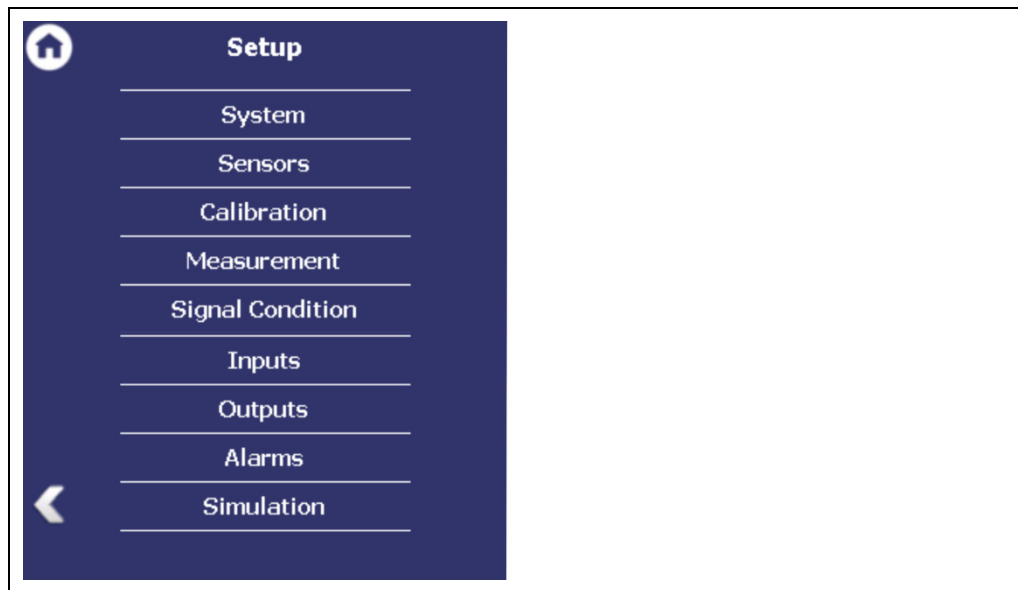 Setup
System
Sensors
Calibration
Measurement
Signal Condition
Inputs
Outputs
Alarms
Simulation